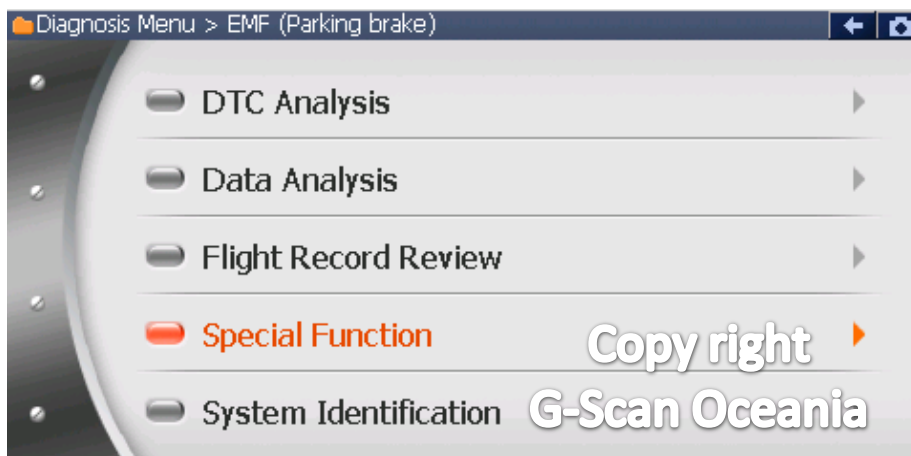 Diagnosis Menu > EMF (Parking brake)
DTC Analysis
Data Analysis
Flight Record Review
Special Function
Copy right
System Identification
G-Scan Oceania